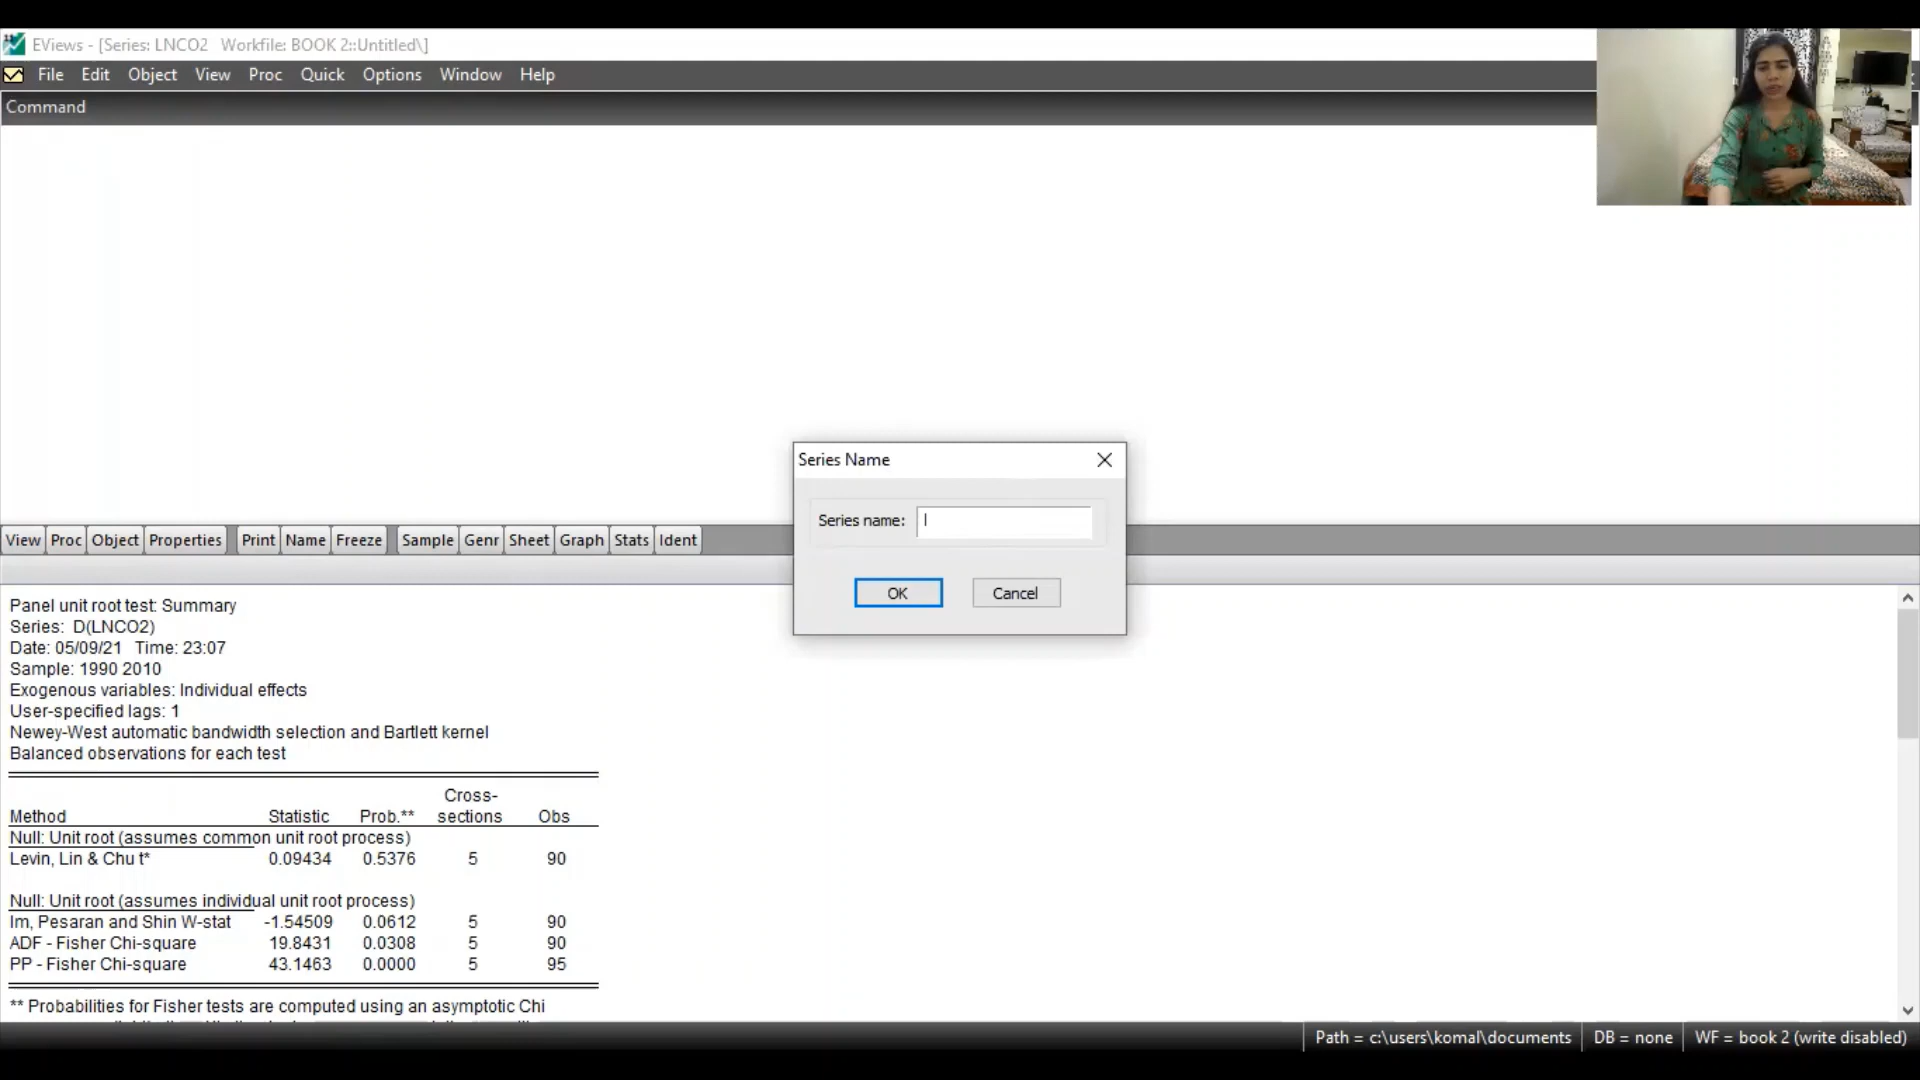 EViews - [Series: LNCO2   Workfile: BOOK 2::Untitled\]
File Edit Object View Proc Quick Options Window Help
Command
Series Name
Series name: l
OK Cancel
View Proc Object Properties Print Name Freeze Sample Genr Sheet Graph Stats Ident
Panel unit root test: Summary
Series:  D(LNCO2)
Date: 05/09/21   Time: 23:07
Sample: 1990 2010
Exogenous variables: Individual effects
User-specified lags: 1
Newey-West automatic bandwidth selection and Bartlett kernel
Balanced observations for each test
Cross-
Method Statistic Prob.** sections Obs
Null: Unit root (assumes common unit root process)
Levin, Lin & Chu t* 0.09434 0.5376 5 90
Null: Unit root (assumes individual unit root process)
Im, Pesaran and Shin W-stat -1.54509 0.0612 5 90
ADF - Fisher Chi-square 19.8431 0.0308 5 90
PP - Fisher Chi-square 43.1463 0.0000 5 95
** Probabilities for Fisher tests are computed using an asymptotic Chi
Path = c:\users\komal\documents DB = none WF = book 2 (write disabled)